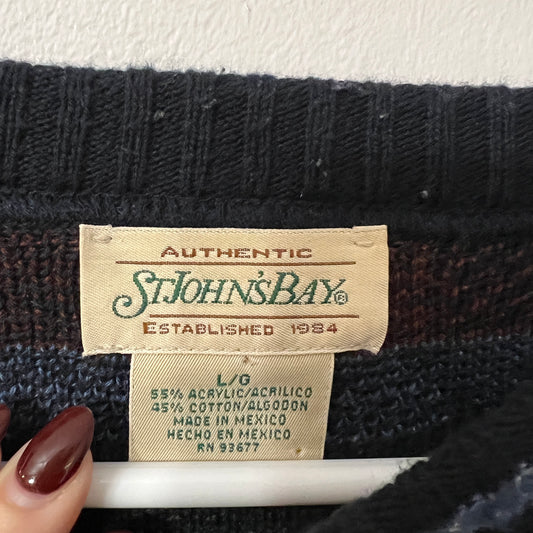 AUTHENTIC
ST JOHN'S BAY®
ESTABLISHED 1984
L/G
55% ACRYLIC/ACRILICO
45% COTTON/ALGODON
MADE IN MEXICO
HECHO EN MEXICO
RN 93677